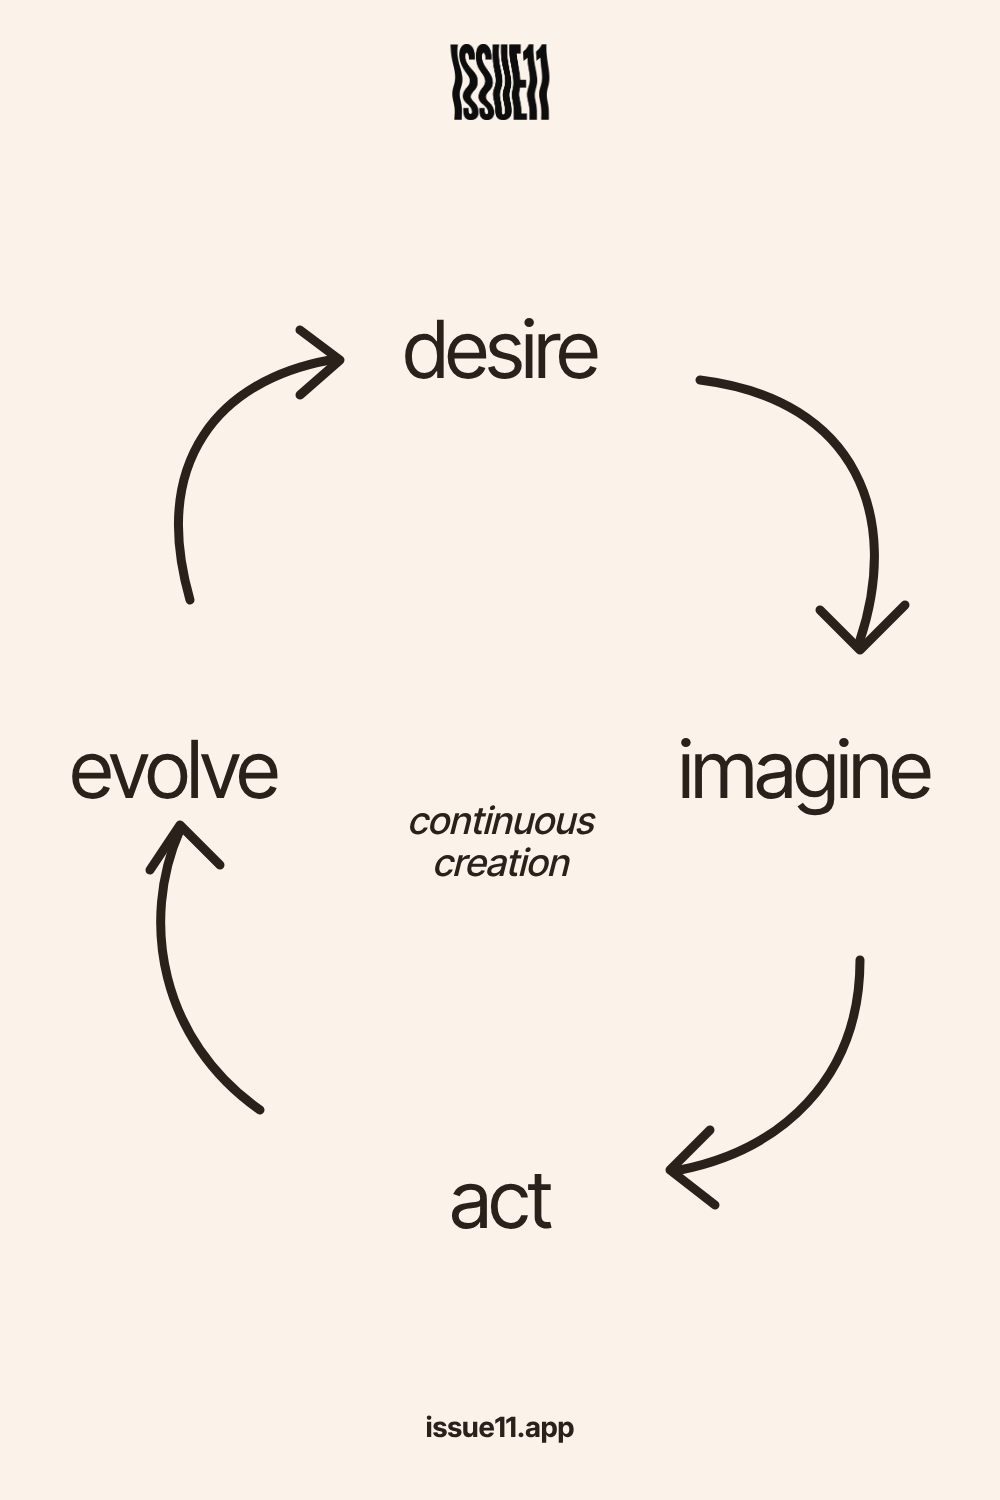 ISSUE11
desire
evolve
imagine
continuous
creation
act
issue11.app